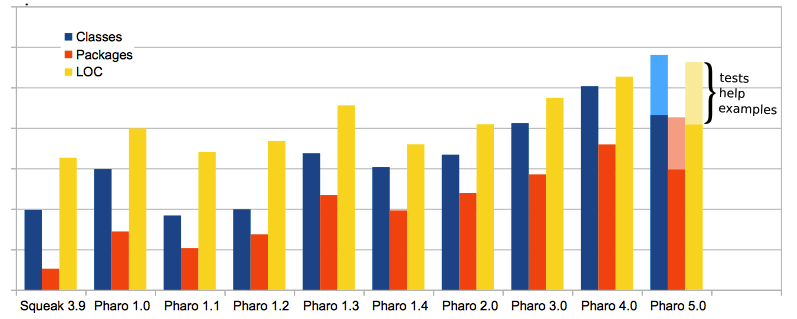 Classes
Packages
LOC
tests
help
examples
Squeak 3.9 Pharo 1.0 Pharo 1.1 Pharo 1.2 Pharo 1.3 Pharo 1.4 Pharo 2.0 Pharo 3.0 Pharo 4.0 Pharo 5.0